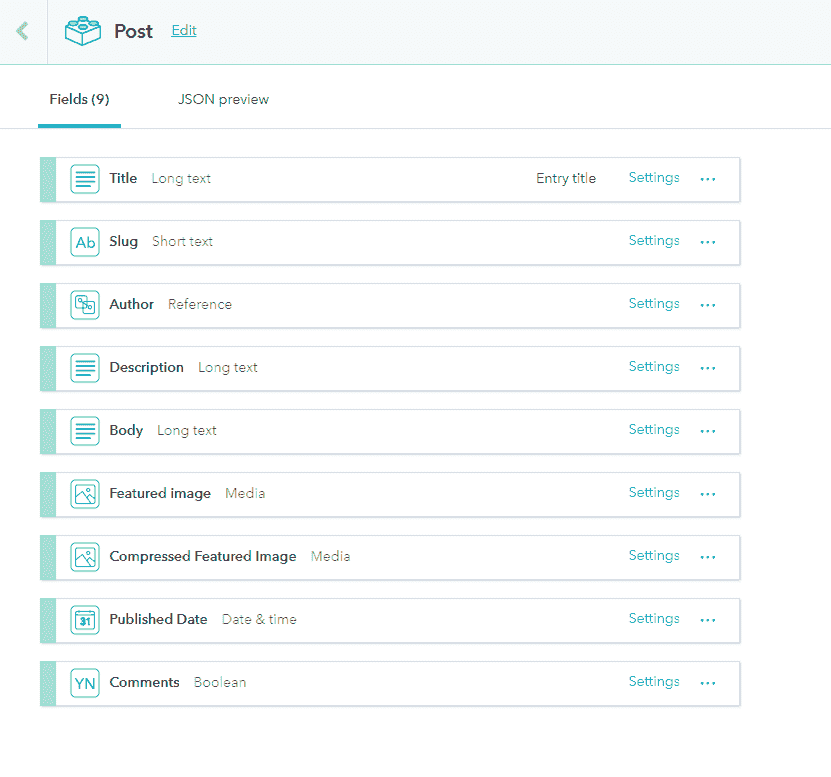 Post Edit
Fields (9) JSON preview
Title Long text Entry title Settings ...
Ab Slug Short text Settings ...
Author Reference Settings ...
Description Long text Settings ...
Body Long text Settings ...
Featured image Media Settings ...
Compressed Featured Image Media Settings ...
31 Published Date Date & time Settings ...
YN Comments Boolean Settings ...